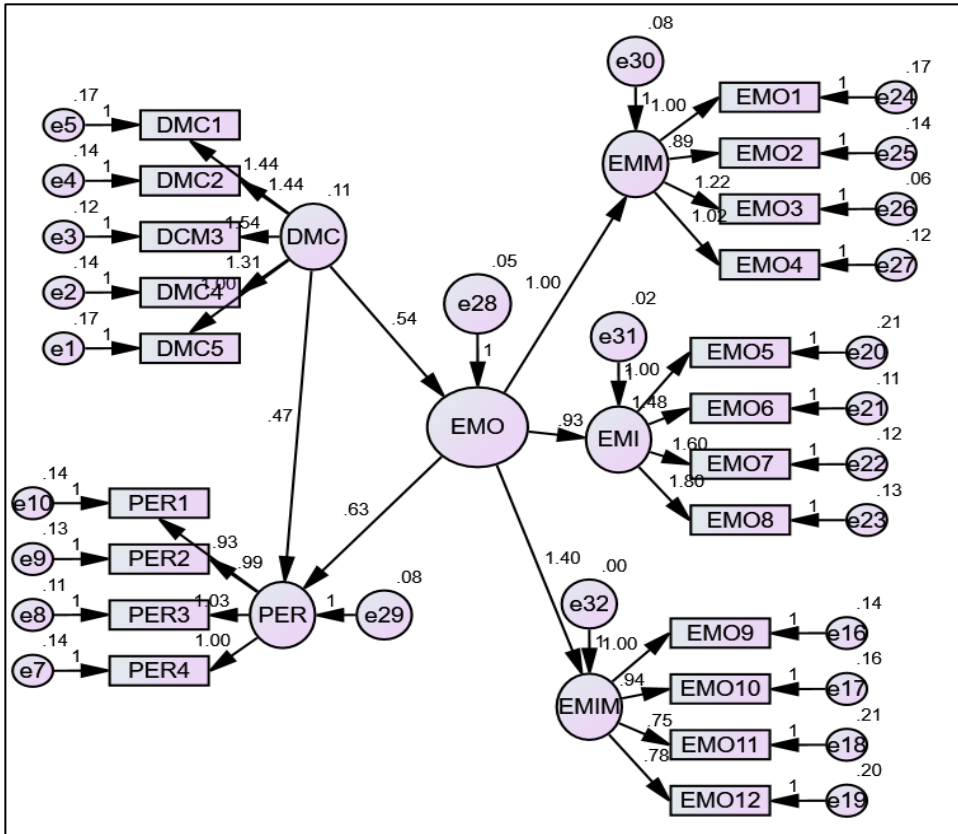 .17
e5 1 DMC1
.14
e4 1 DMC2
.12
e3 1 DCM3
.14
e2 1 DMC4
.17
e1 1 DMC5
1.44
1.44
1.54
1.31
1.00
.11
DMC
.54
.47
.05
e28
1
EMO
.63
1.00
.93
1.40
.14
e10 1 PER1
.13
e9 1 PER2
.11
e8 1 PER3
.14
e7 1 PER4
.93
.99
1.03
1.00
PER
1
.08
e29
.08
e30
1
EMM
1.00
.89
1.22
1.02
.17
EMO1 1 e24
.14
EMO2 1 e25
.06
EMO3 1 e26
.12
EMO4 1 e27
.02
e31
1
EMI
1.00
1.48
1.60
1.80
.21
EMO5 1 e20
.11
EMO6 1 e21
.12
EMO7 1 e22
.13
EMO8 1 e23
.00
e32
1
EMIM
1.00
.94
.75
.78
.14
EMO9 1 e16
.16
EMO10 1 e17
.21
EMO11 1 e18
.20
EMO12 1 e19